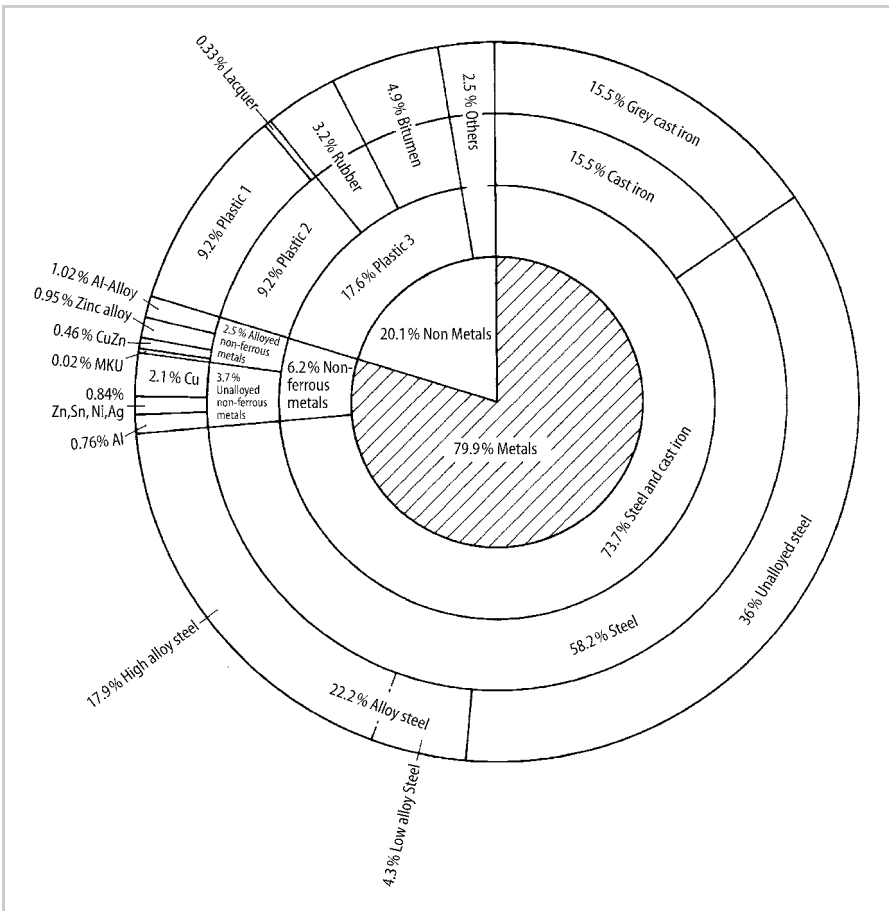 0.33% Lacquer
3.2% Rubber
4.9% Bitumen
2.5% Others
15.5% Grey cast iron
15.5% Cast iron
9.2% Plastic 1
9.2% Plastic 2
17.6% Plastic 3
20.1% Non Metals
1.02% Al-Alloy
0.95% Zinc alloy
0.46% CuZn
0.02% MKU
2.1% Cu
0.84%
Zn,Sn,Ni,Ag
0.76% Al
2.5% Alloyed
non-ferrous
metals
3.7%
Unalloyed
non-ferrous
metals
6.2% Non-
ferrous
metals
79.9% Metals
73.7% Steel and cast iron
36% Unalloyed steel
58.2% Steel
17.9% High alloy steel
22.2% Alloy steel
4.3% Low alloy Steel